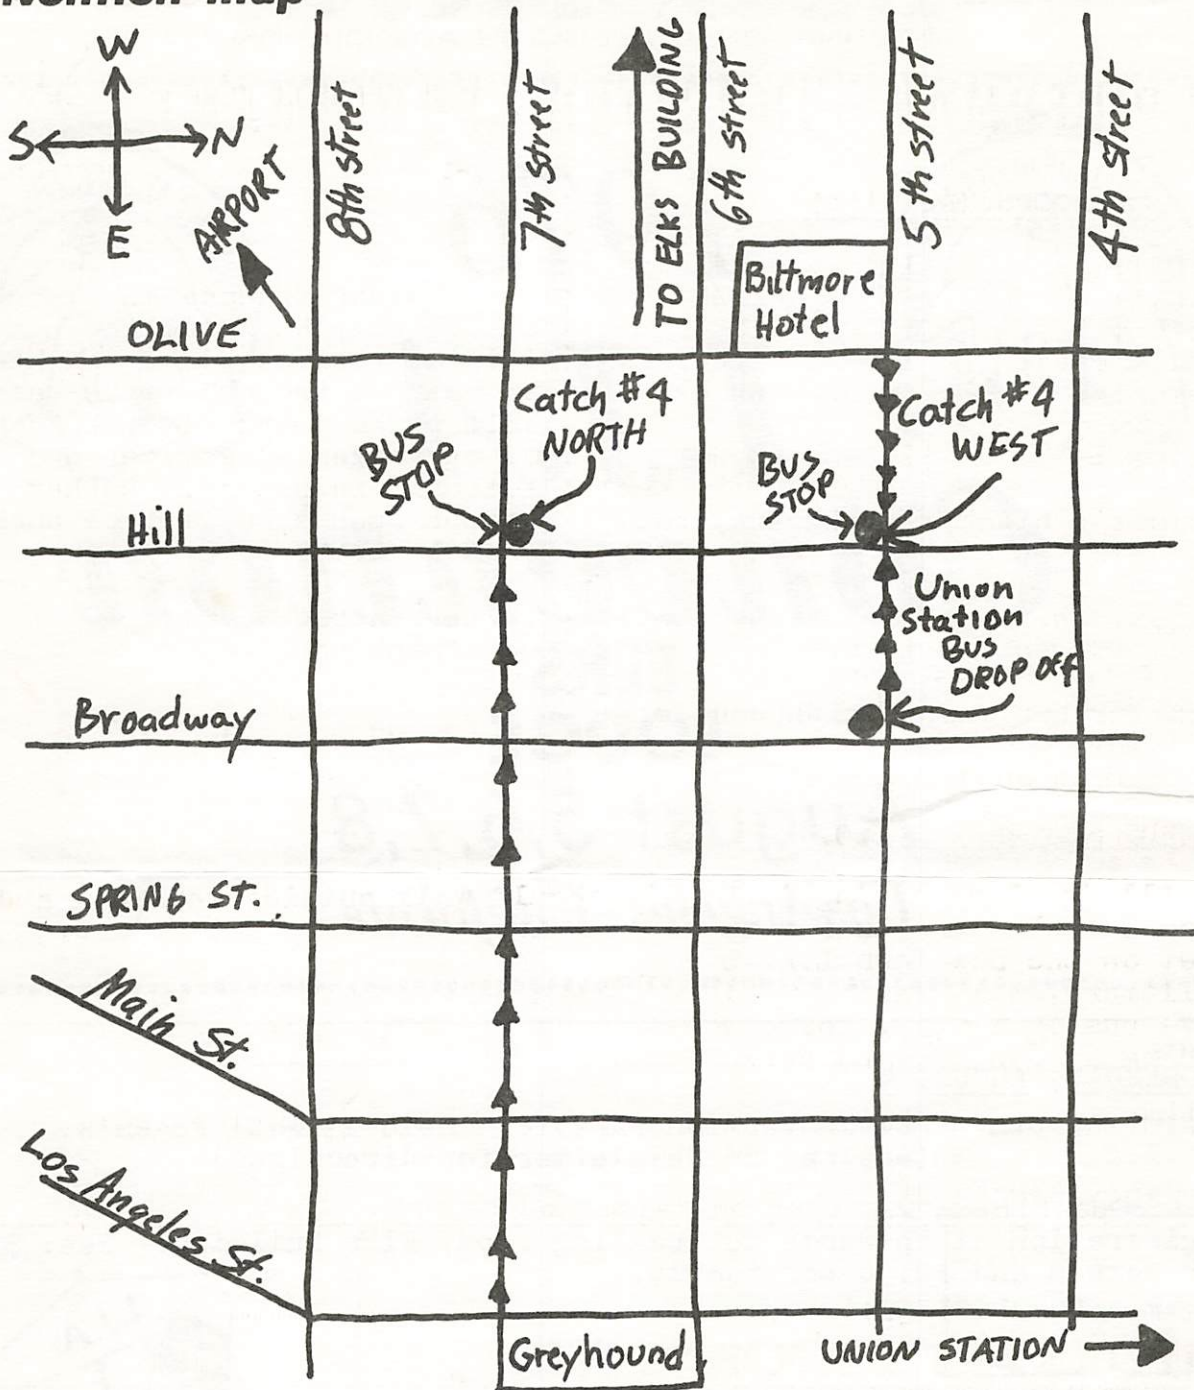 W
S
N
E
AIRPORT
8th street
7th street
TO ELKS BUILDING
6th street
5th street
4th street
Biltmore
Hotel
OLIVE
BUS
STOP
Catch #4
NORTH
BUS
STOP
Catch #4
WEST
Hill
Union
Station
BUS
DROP Off
Broadway
SPRING ST.
Main St.
Los Angeles St.
Greyhound
UNION STATION